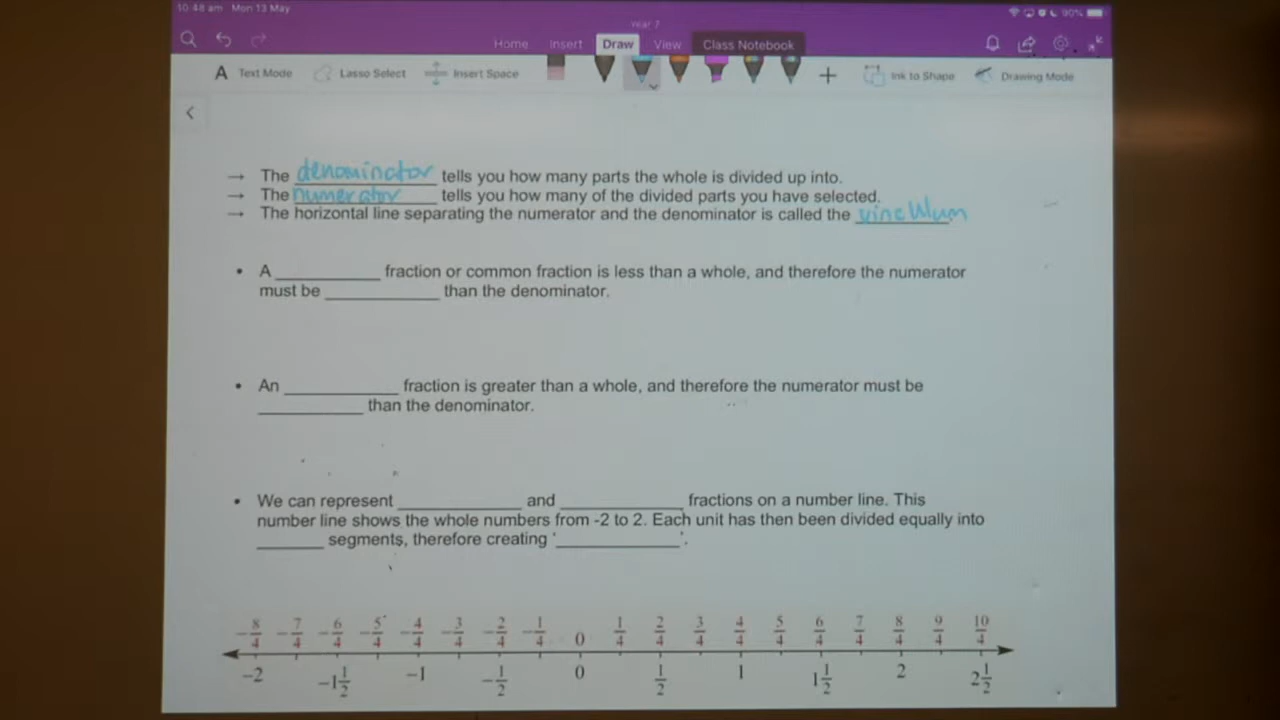 10:48 am Mon 13 May
90%
Year 7
Home Insert Draw View Class Notebook
A Text Mode Lasso Select Insert Space Ink to Shape Drawing Mode
→ The denominator tells you how many parts the whole is divided up into.
→ The numerator tells you how many of the divided parts you have selected.
→ The horizontal line separating the numerator and the denominator is called the vinculum
• A ____________ fraction or common fraction is less than a whole, and therefore the numerator
must be ____________ than the denominator.
• An ____________ fraction is greater than a whole, and therefore the numerator must be
____________ than the denominator.
• We can represent ____________ and ____________ fractions on a number line. This
number line shows the whole numbers from -2 to 2. Each unit has then been divided equally into
_______ segments, therefore creating '____________'.
-8/4 -7/4 -6/4 -5/4 -4/4 -3/4 -2/4 -1/4 0 1/4 2/4 3/4 4/4 5/4 6/4 7/4 8/4 9/4 10/4
-2 -1 1/2 -1 -1/2 0 1/2 1 1 1/2 2 2 1/2